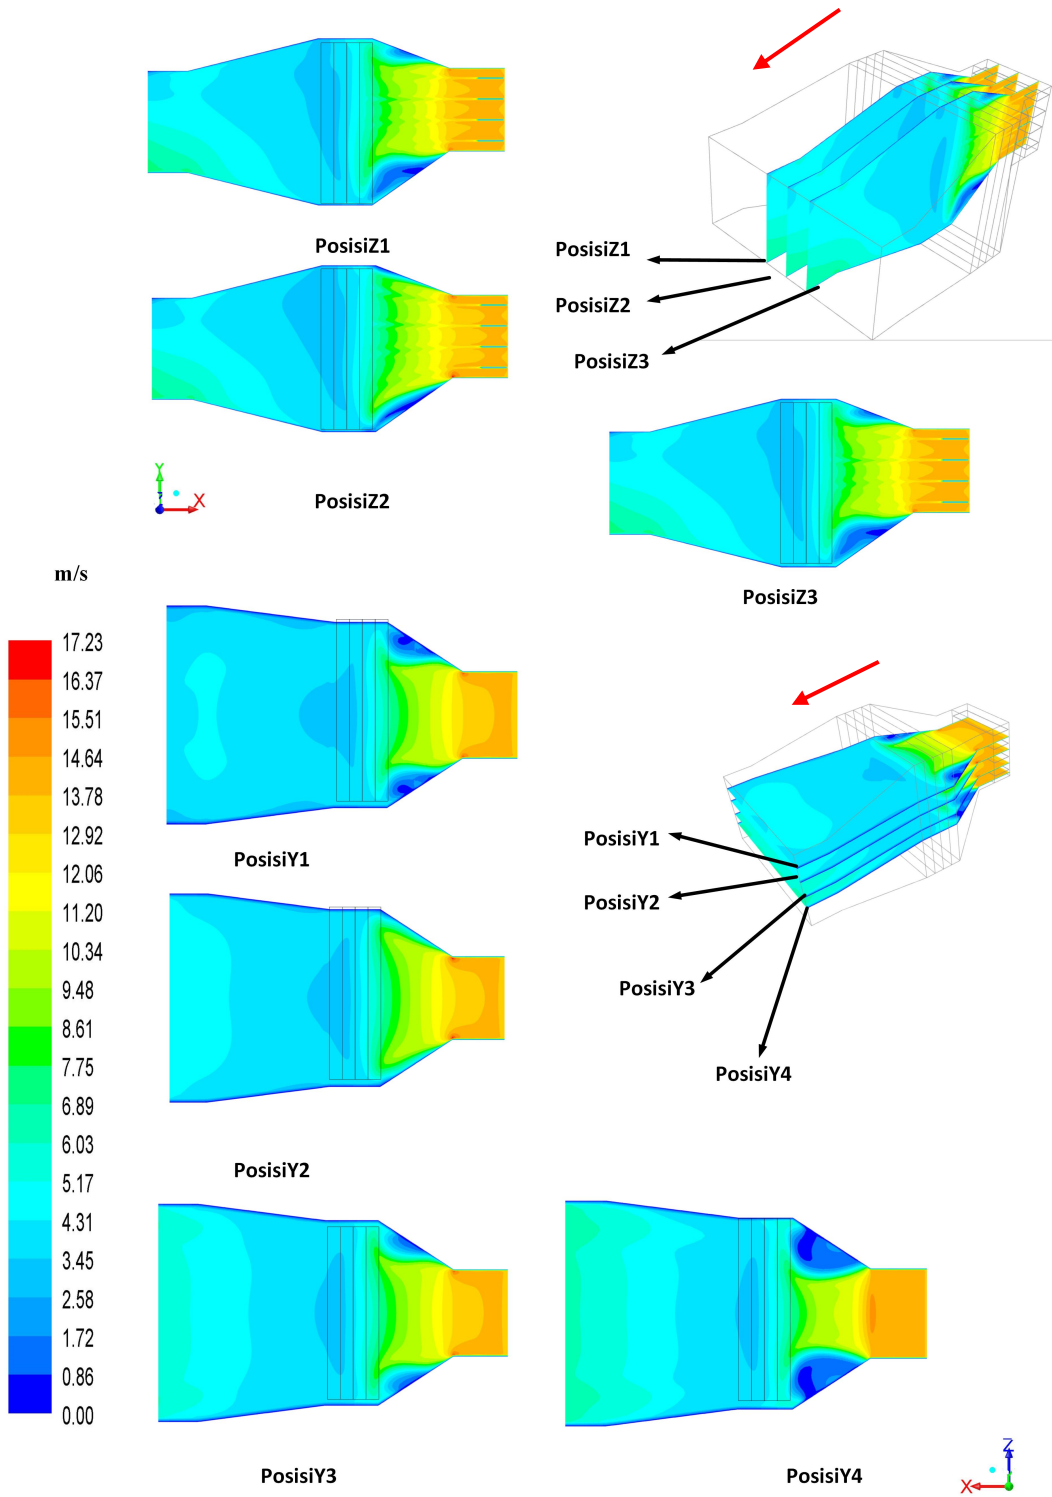 PosisiZ1
PosisiZ1
PosisiZ2
PosisiZ3
Y
X
PosisiZ2
PosisiZ3
m/s
17.23
16.37
15.51
14.64
13.78
12.92
12.06
11.20
10.34
9.48
8.61
7.75
6.89
6.03
5.17
4.31
3.45
2.58
1.72
0.86
0.00
PosisiY1
PosisiY1
PosisiY2
PosisiY3
PosisiY4
PosisiY2
PosisiY3
PosisiY4
Z
X